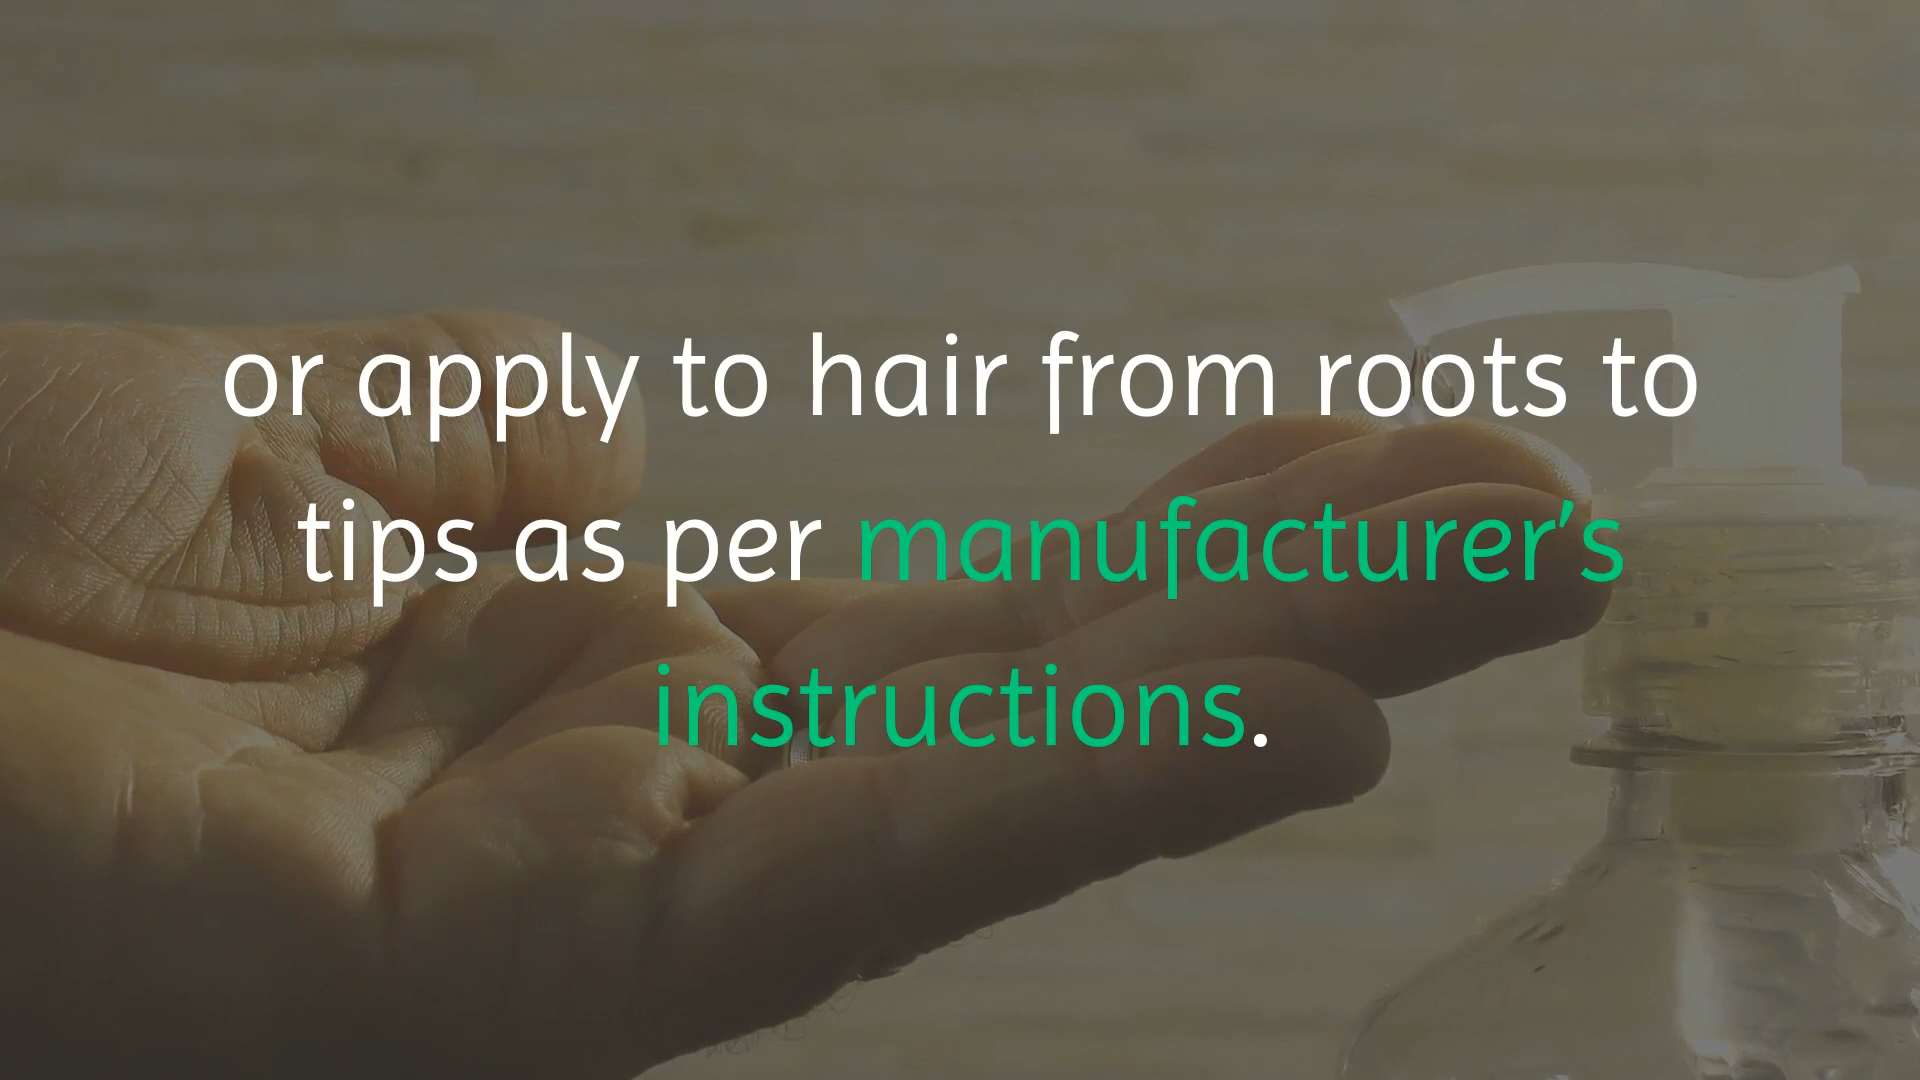 or apply to hair from roots to
tips as per manufacturer’s
instructions.